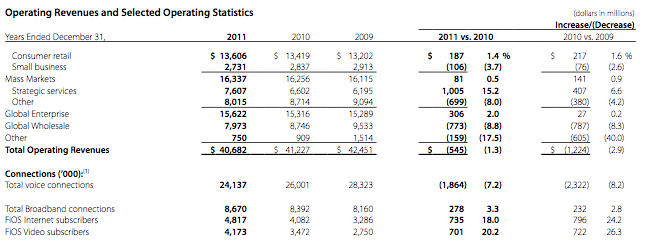 Operating Revenues and Selected Operating Statistics
(dollars in millions)
Increase/(Decrease)
Years Ended December 31, 2011 2010 2009 2011 vs. 2010 2010 vs. 2009
Consumer retail $ 13,606 $ 13,419 $ 13,202 $ 187 1.4 % $ 217 1.6 %
Small business 2,731 2,837 2,913 (106) (3.7) (76) (2.6)
Mass Markets 16,337 16,256 16,115 81 0.5 141 0.9
Strategic services 7,607 6,602 6,195 1,005 15.2 407 6.6
Other 8,015 8,714 9,094 (699) (8.0) (380) (4.2)
Global Enterprise 15,622 15,316 15,289 306 2.0 27 0.2
Global Wholesale 7,973 8,746 9,533 (773) (8.8) (787) (8.3)
Other 750 909 1,514 (159) (17.5) (605) (40.0)
Total Operating Revenues $ 40,682 $ 41,227 $ 42,451 $ (545) (1.3) $ (1,224) (2.9)
Connections ('000):(1)
Total voice connections 24,137 26,001 28,323 (1,864) (7.2) (2,322) (8.2)
Total Broadband connections 8,670 8,392 8,160 278 3.3 232 2.8
FiOS Internet subscribers 4,817 4,082 3,286 735 18.0 796 24.2
FiOS Video subscribers 4,173 3,472 2,750 701 20.2 722 26.3